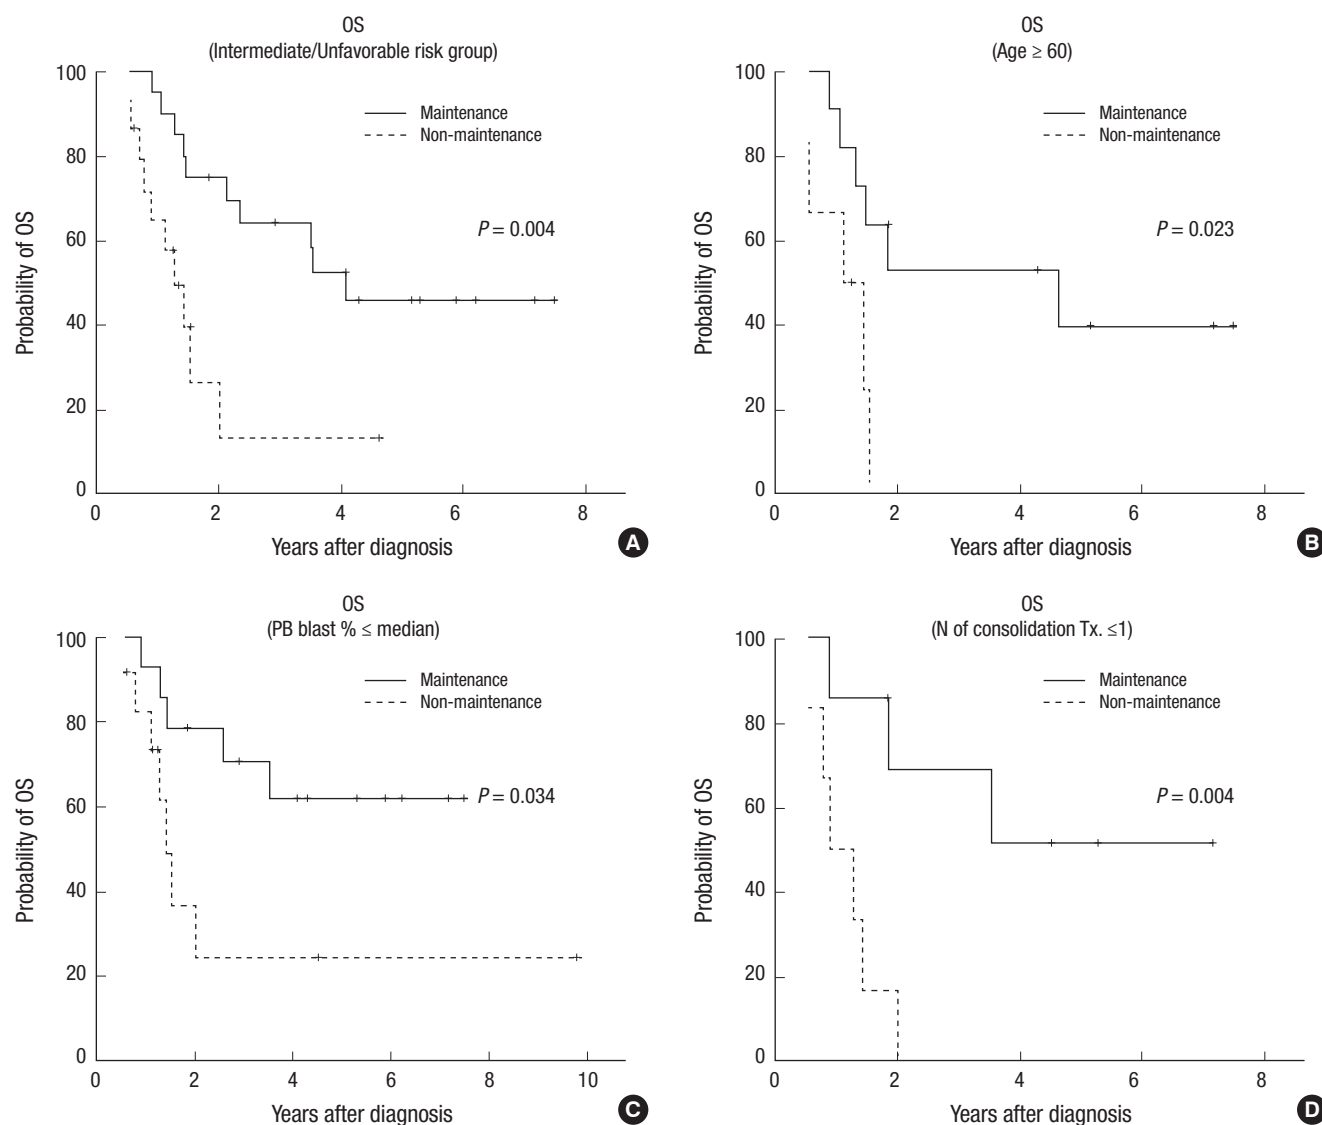 OS
(Intermediate/Unfavorable risk group)
100
80
60
40
20
0
0 2 4 6 8
Probability of OS
Years after diagnosis
Maintenance
Non-maintenance
P = 0.004
A
OS
(Age ≥ 60)
100
80
60
40
20
0
0 2 4 6 8
Probability of OS
Years after diagnosis
Maintenance
Non-maintenance
P = 0.023
B
OS
(PB blast % ≤ median)
100
80
60
40
20
0
0 2 4 6 8 10
Probability of OS
Years after diagnosis
Maintenance
Non-maintenance
P = 0.034
C
OS
(N of consolidation Tx. ≤1)
100
80
60
40
20
0
0 2 4 6 8
Probability of OS
Years after diagnosis
Maintenance
Non-maintenance
P = 0.004
D